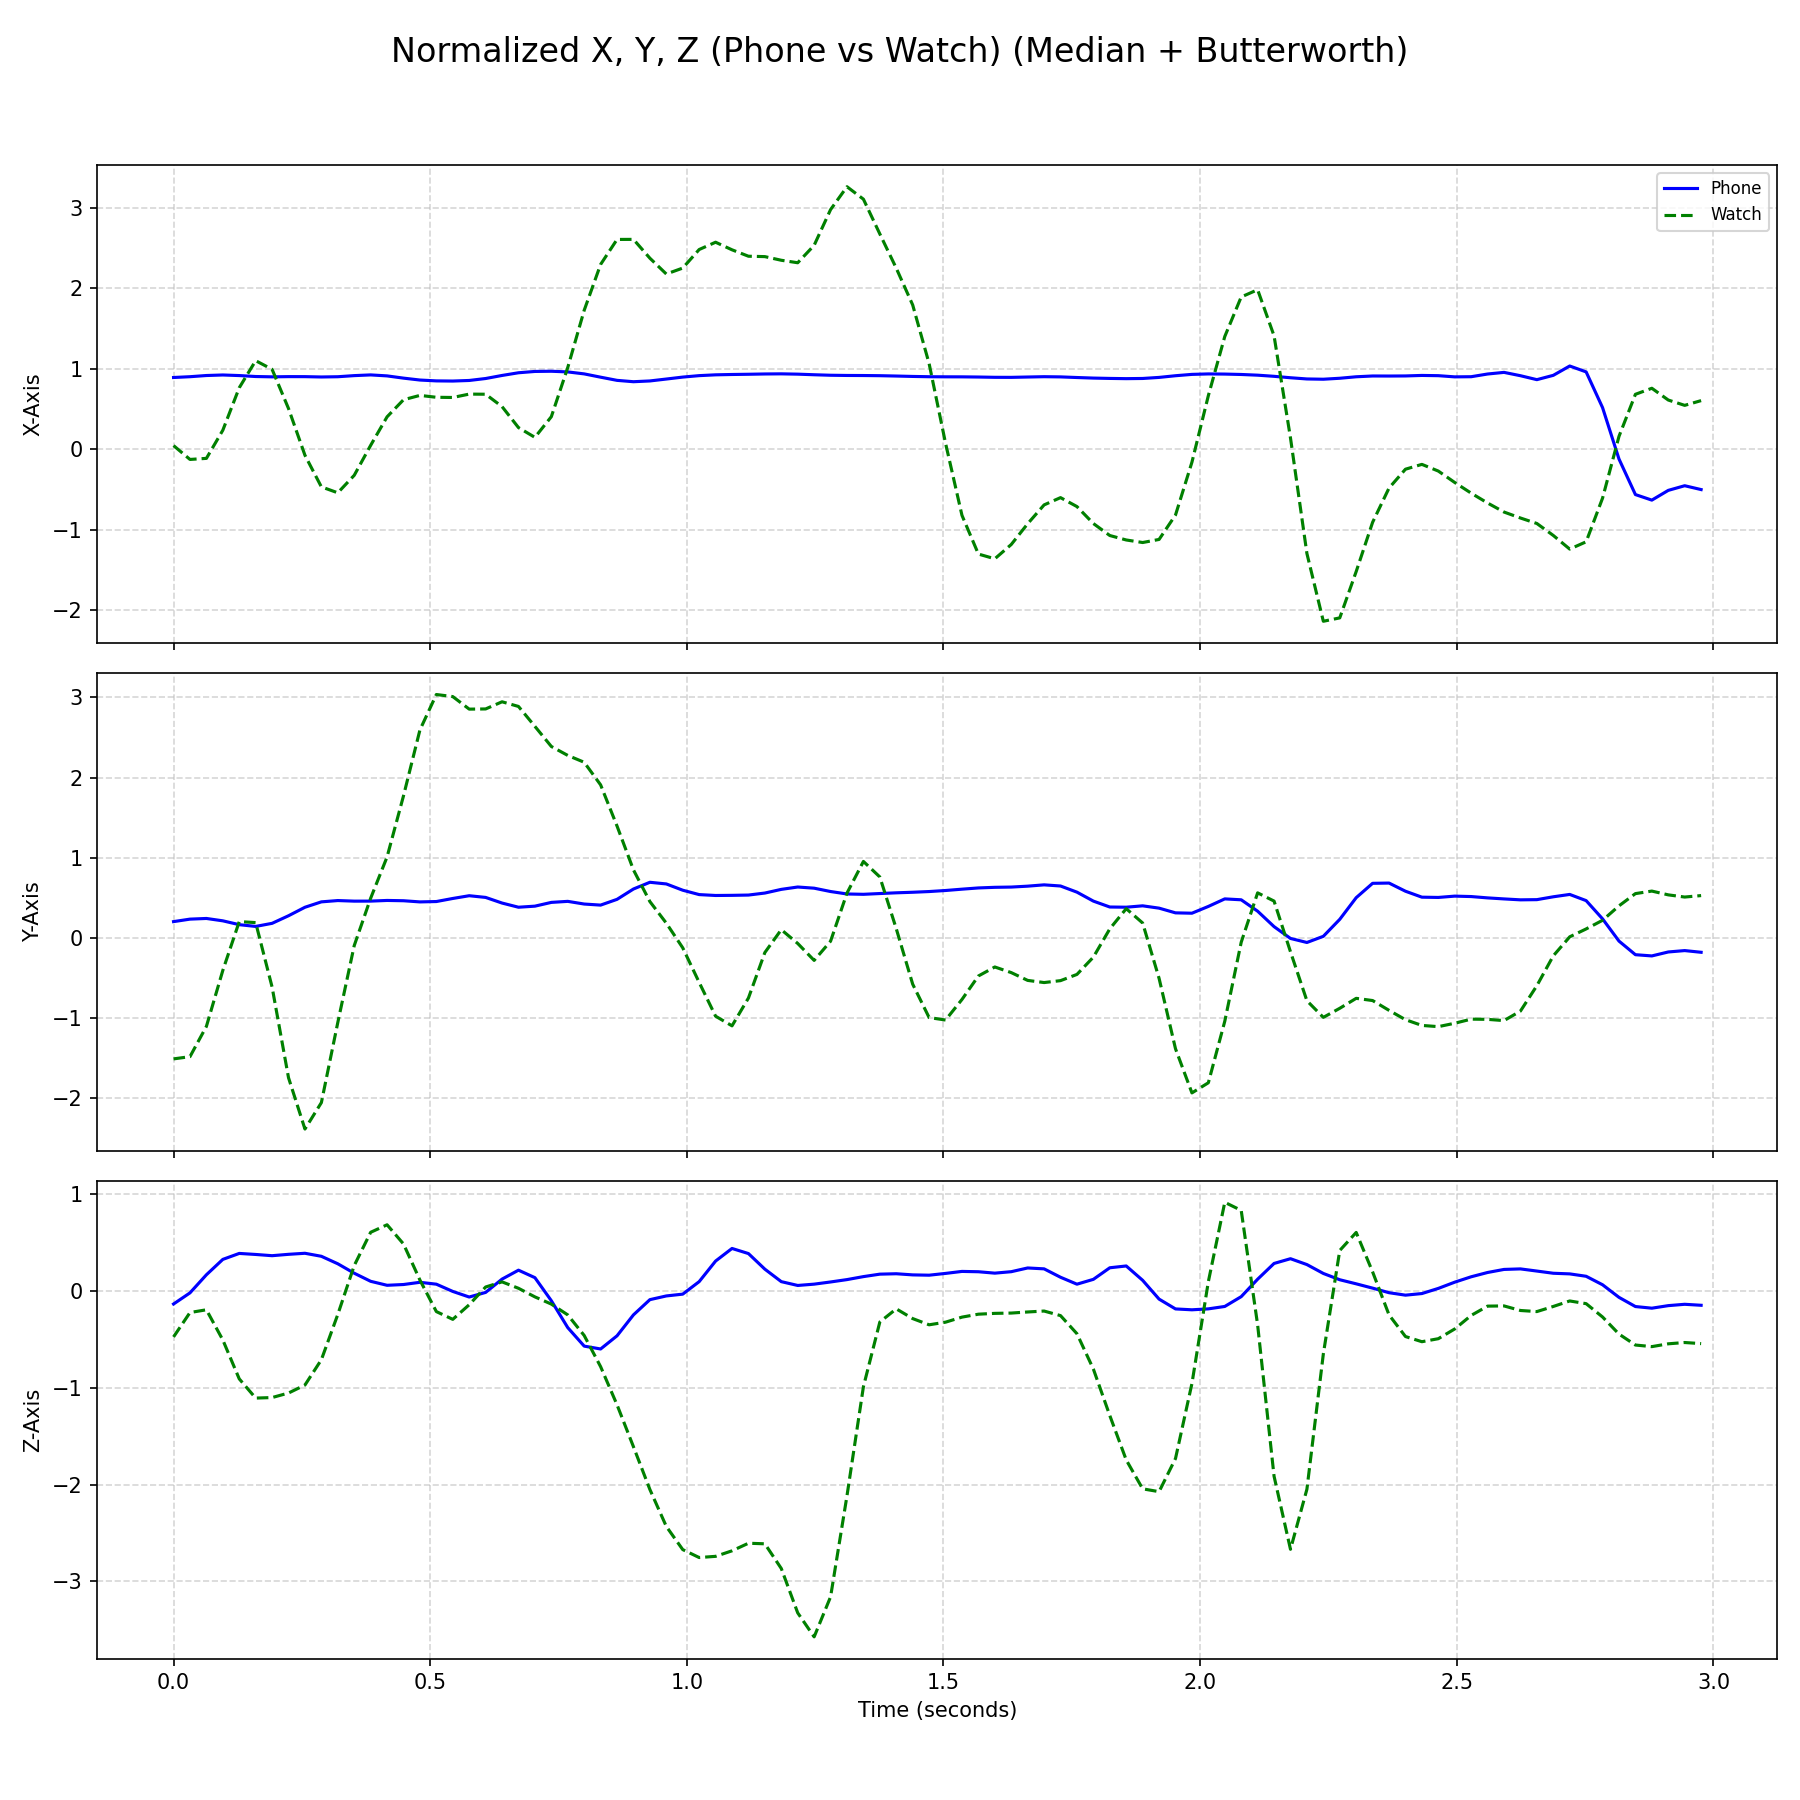 Normalized X, Y, Z (Phone vs Watch) (Median + Butterworth)
Phone
Watch
3
2
1
0
−1
−2
X-Axis
3
2
1
0
−1
−2
Y-Axis
1
0
−1
−2
−3
Z-Axis
0.0 0.5 1.0 1.5 2.0 2.5 3.0
Time (seconds)